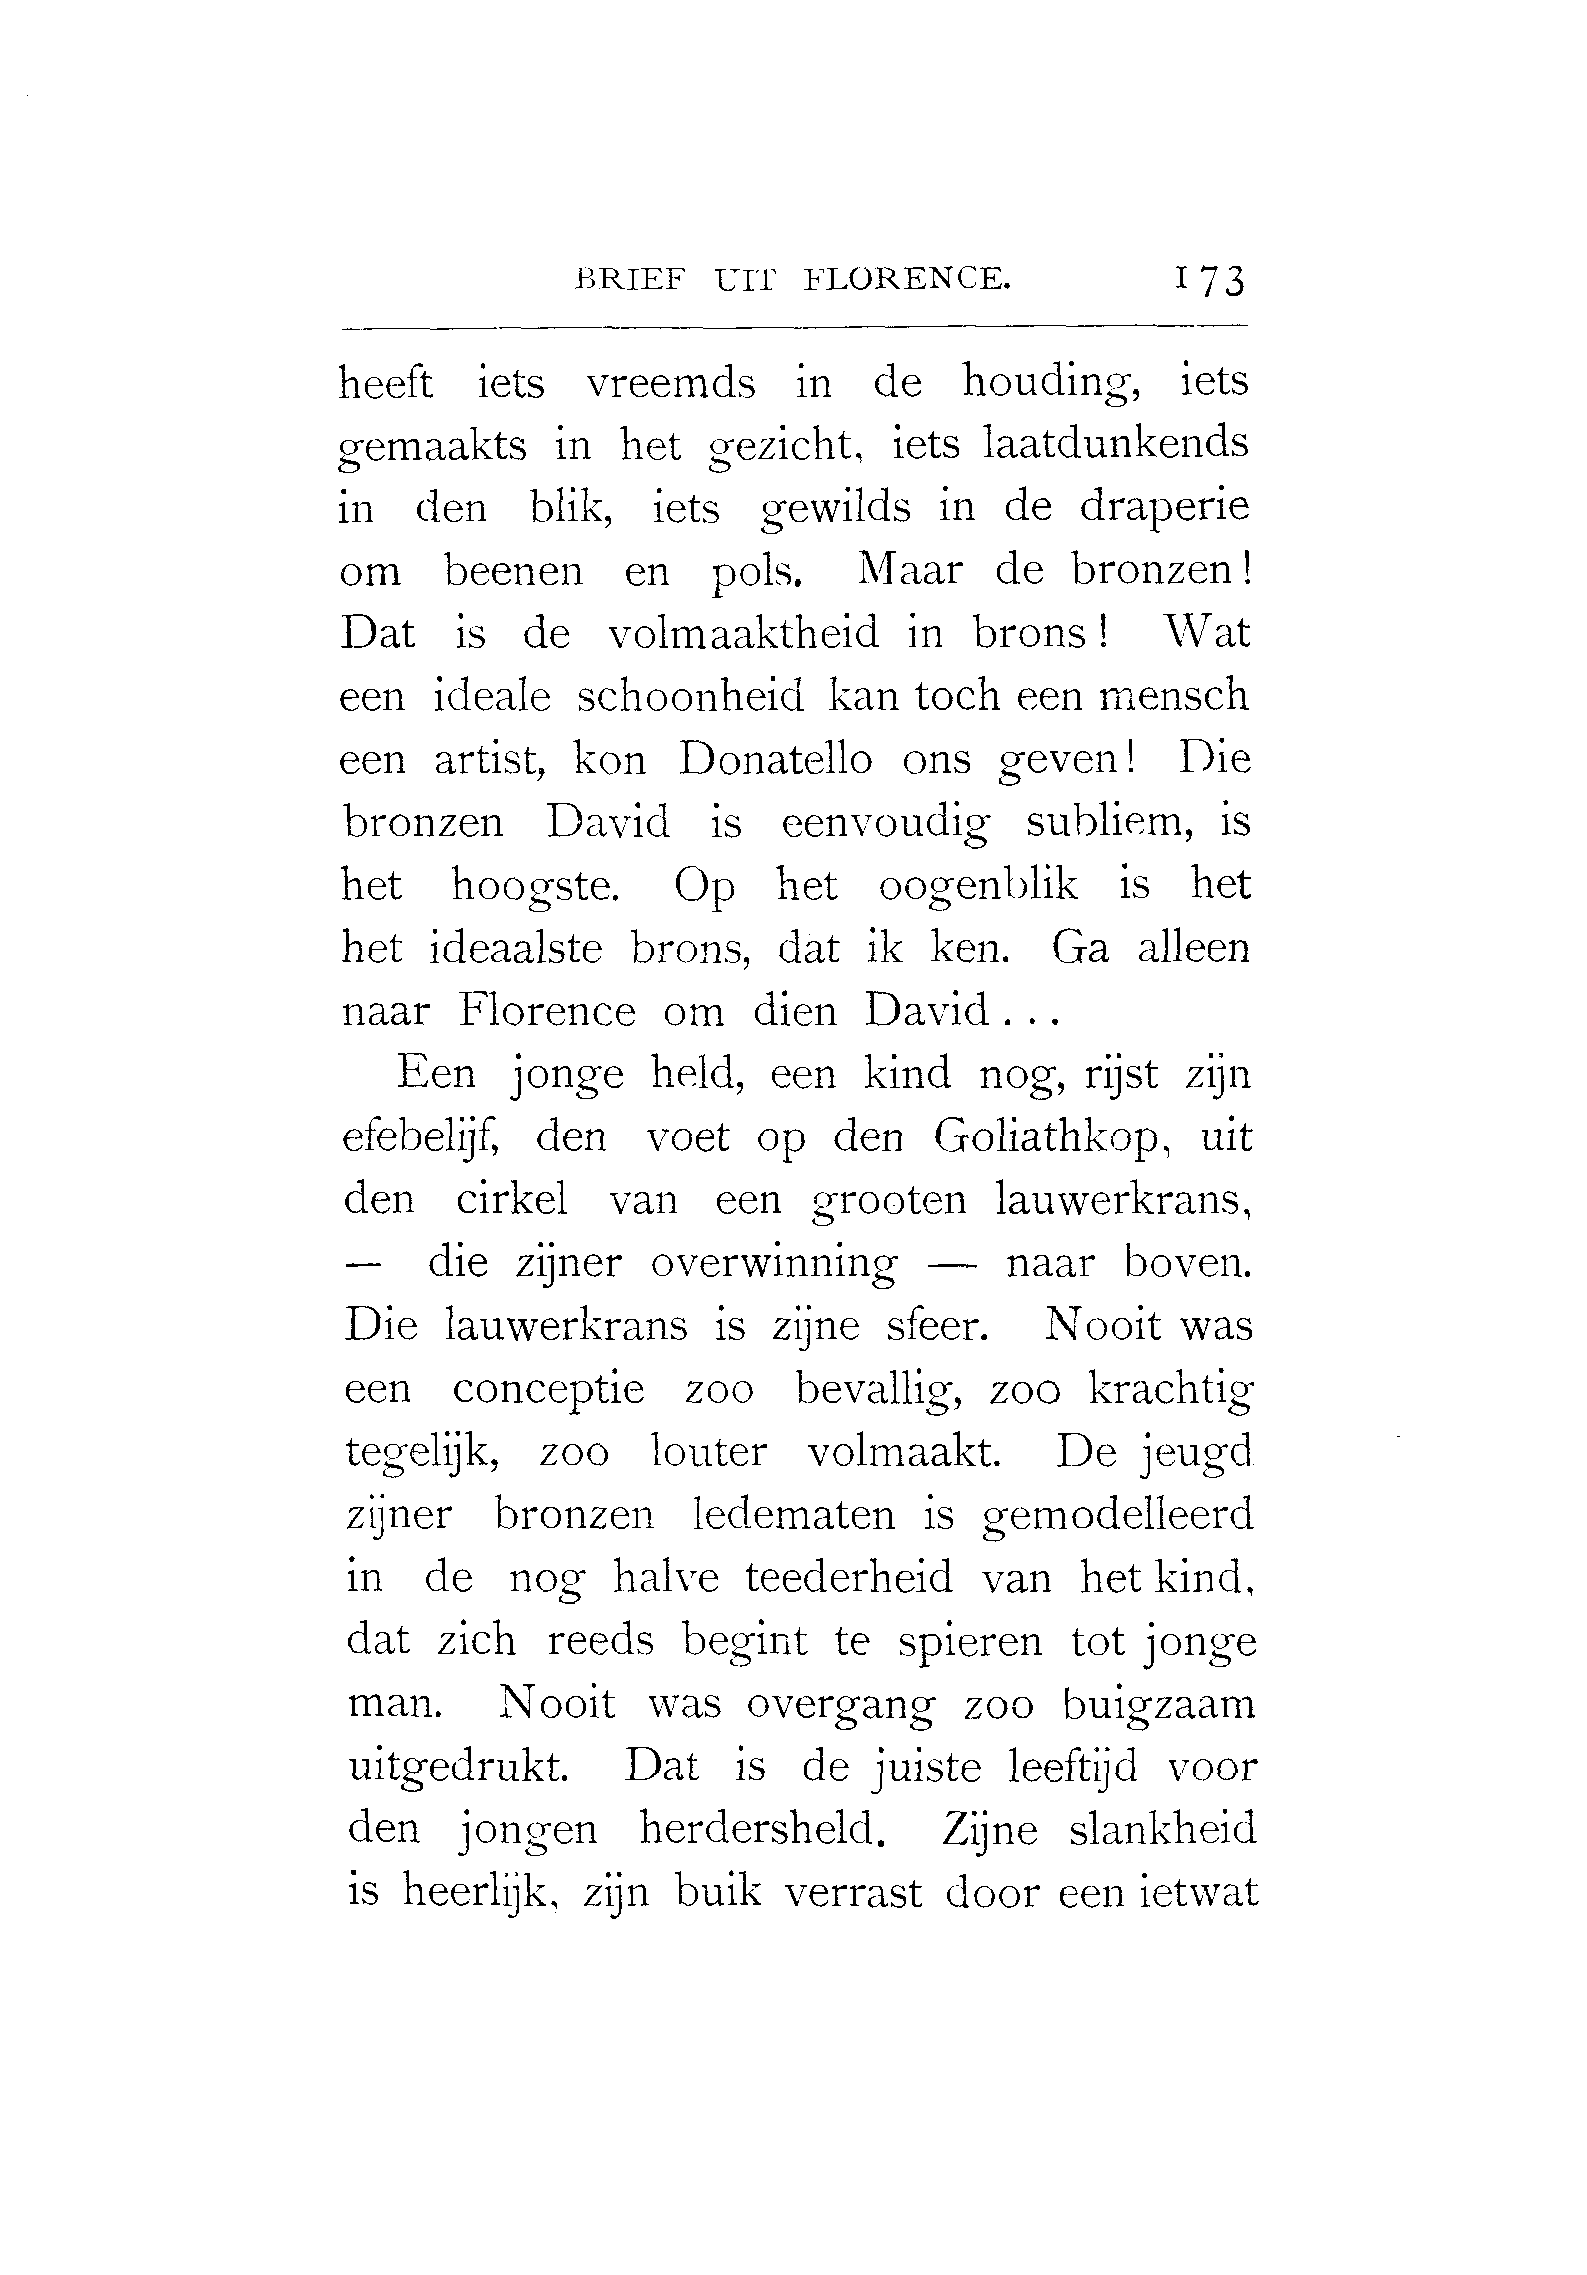 BRIEF UIT FLORENCE. 173
heeft iets vreemds in de houding, iets
gemaakts in het gezicht, iets laatdunkends
in den blik, iets gewilds in de draperie
om beenen en pols. Maar de bronzen!
Dat is de volmaaktheid in brons! Wat
een ideale schoonheid kan toch een mensch
een artist, kon Donatello ons geven! Die
bronzen David is eenvoudig subliem, is
het hoogste. Op het oogenblik is het
het ideaalste brons, dat ik ken. Ga alleen
naar Florence om dien David...
Een jonge held, een kind nog, rijst zijn
efebelijf, den voet op den Goliathkop, uit
den cirkel van een grooten lauwerkrans,
— die zijner overwinning — naar boven.
Die lauwerkrans is zijne sfeer. Nooit was
een conceptie zoo bevallig, zoo krachtig
tegelijk, zoo louter volmaakt. De jeugd
zijner bronzen ledematen is gemodelleerd
in de nog halve teederheid van het kind,
dat zich reeds begint te spieren tot jonge
man. Nooit was overgang zoo buigzaam
uitgedrukt. Dat is de juiste leeftijd voor
den jongen herdersheld. Zijne slankheid
is heerlijk, zijn buik verrast door een ietwat